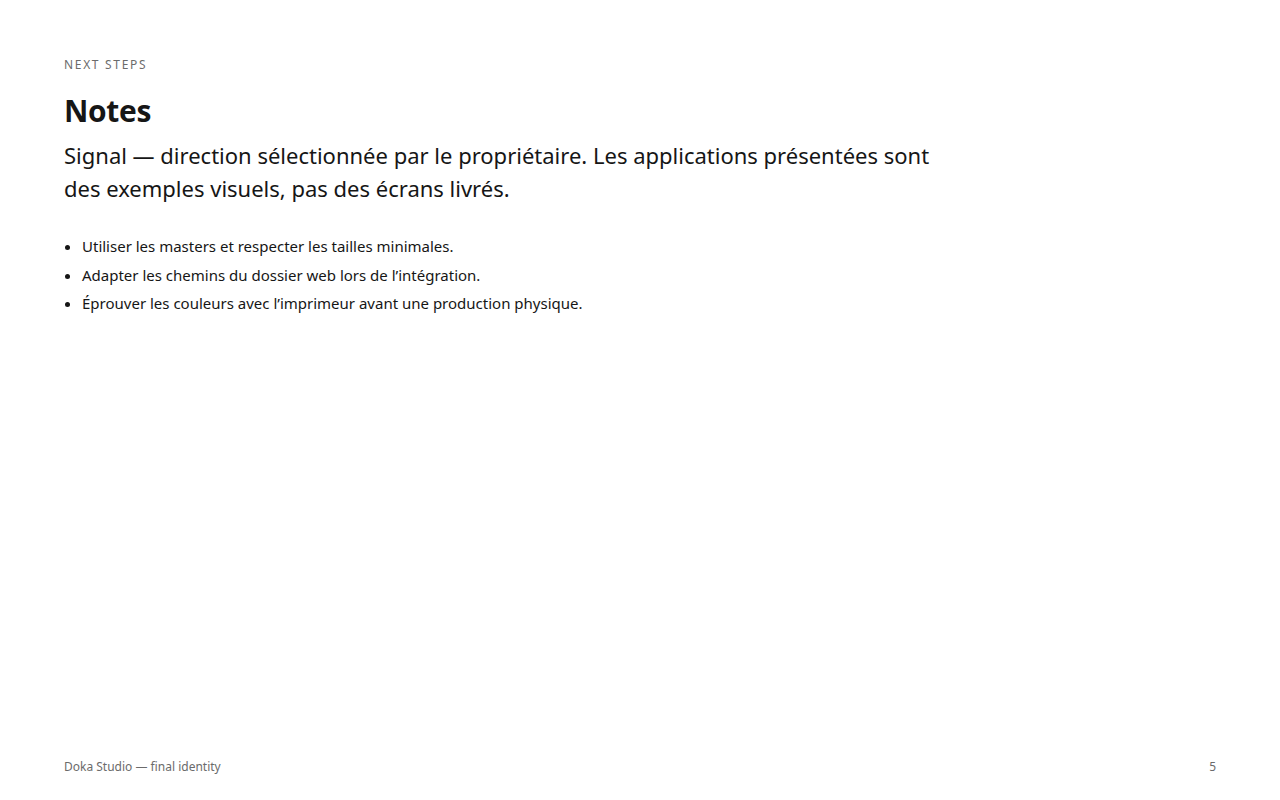 NEXT STEPS
Notes
Signal — direction sélectionnée par le propriétaire. Les applications présentées sont
des exemples visuels, pas des écrans livrés.
• Utiliser les masters et respecter les tailles minimales.
• Adapter les chemins du dossier web lors de l’intégration.
• Éprouver les couleurs avec l’imprimeur avant une production physique.
Doka Studio — final identity
5